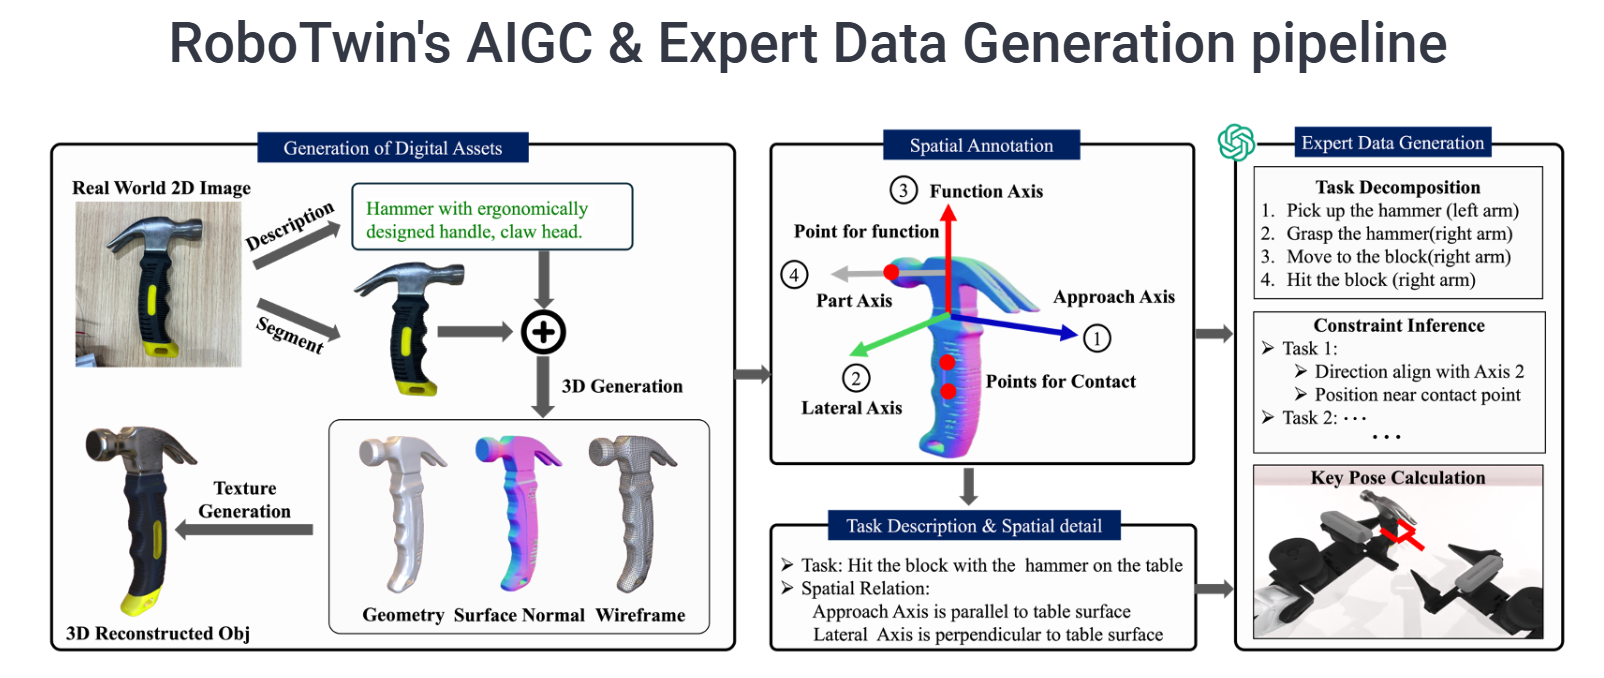 RoboTwin's AIGC & Expert Data Generation pipeline
Generation of Digital Assets
Real World 2D Image
Description
Hammer with ergonomically
designed handle, claw head.
Segment
3D Generation
Texture
Generation
Geometry Surface Normal Wireframe
3D Reconstructed Obj
Spatial Annotation
3 Function Axis
Point for function
4
Part Axis
Approach Axis
1
2
Lateral Axis
Points for Contact
Task Description & Spatial detail
➢ Task: Hit the block with the hammer on the table
➢ Spatial Relation:
Approach Axis is parallel to table surface
Lateral Axis is perpendicular to table surface
Expert Data Generation
Task Decomposition
1. Pick up the hammer (left arm)
2. Grasp the hammer(right arm)
3. Move to the block(right arm)
4. Hit the block (right arm)
Constraint Inference
➢ Task 1:
➢ Direction align with Axis 2
➢ Position near contact point
➢ Task 2: ···
···
Key Pose Calculation